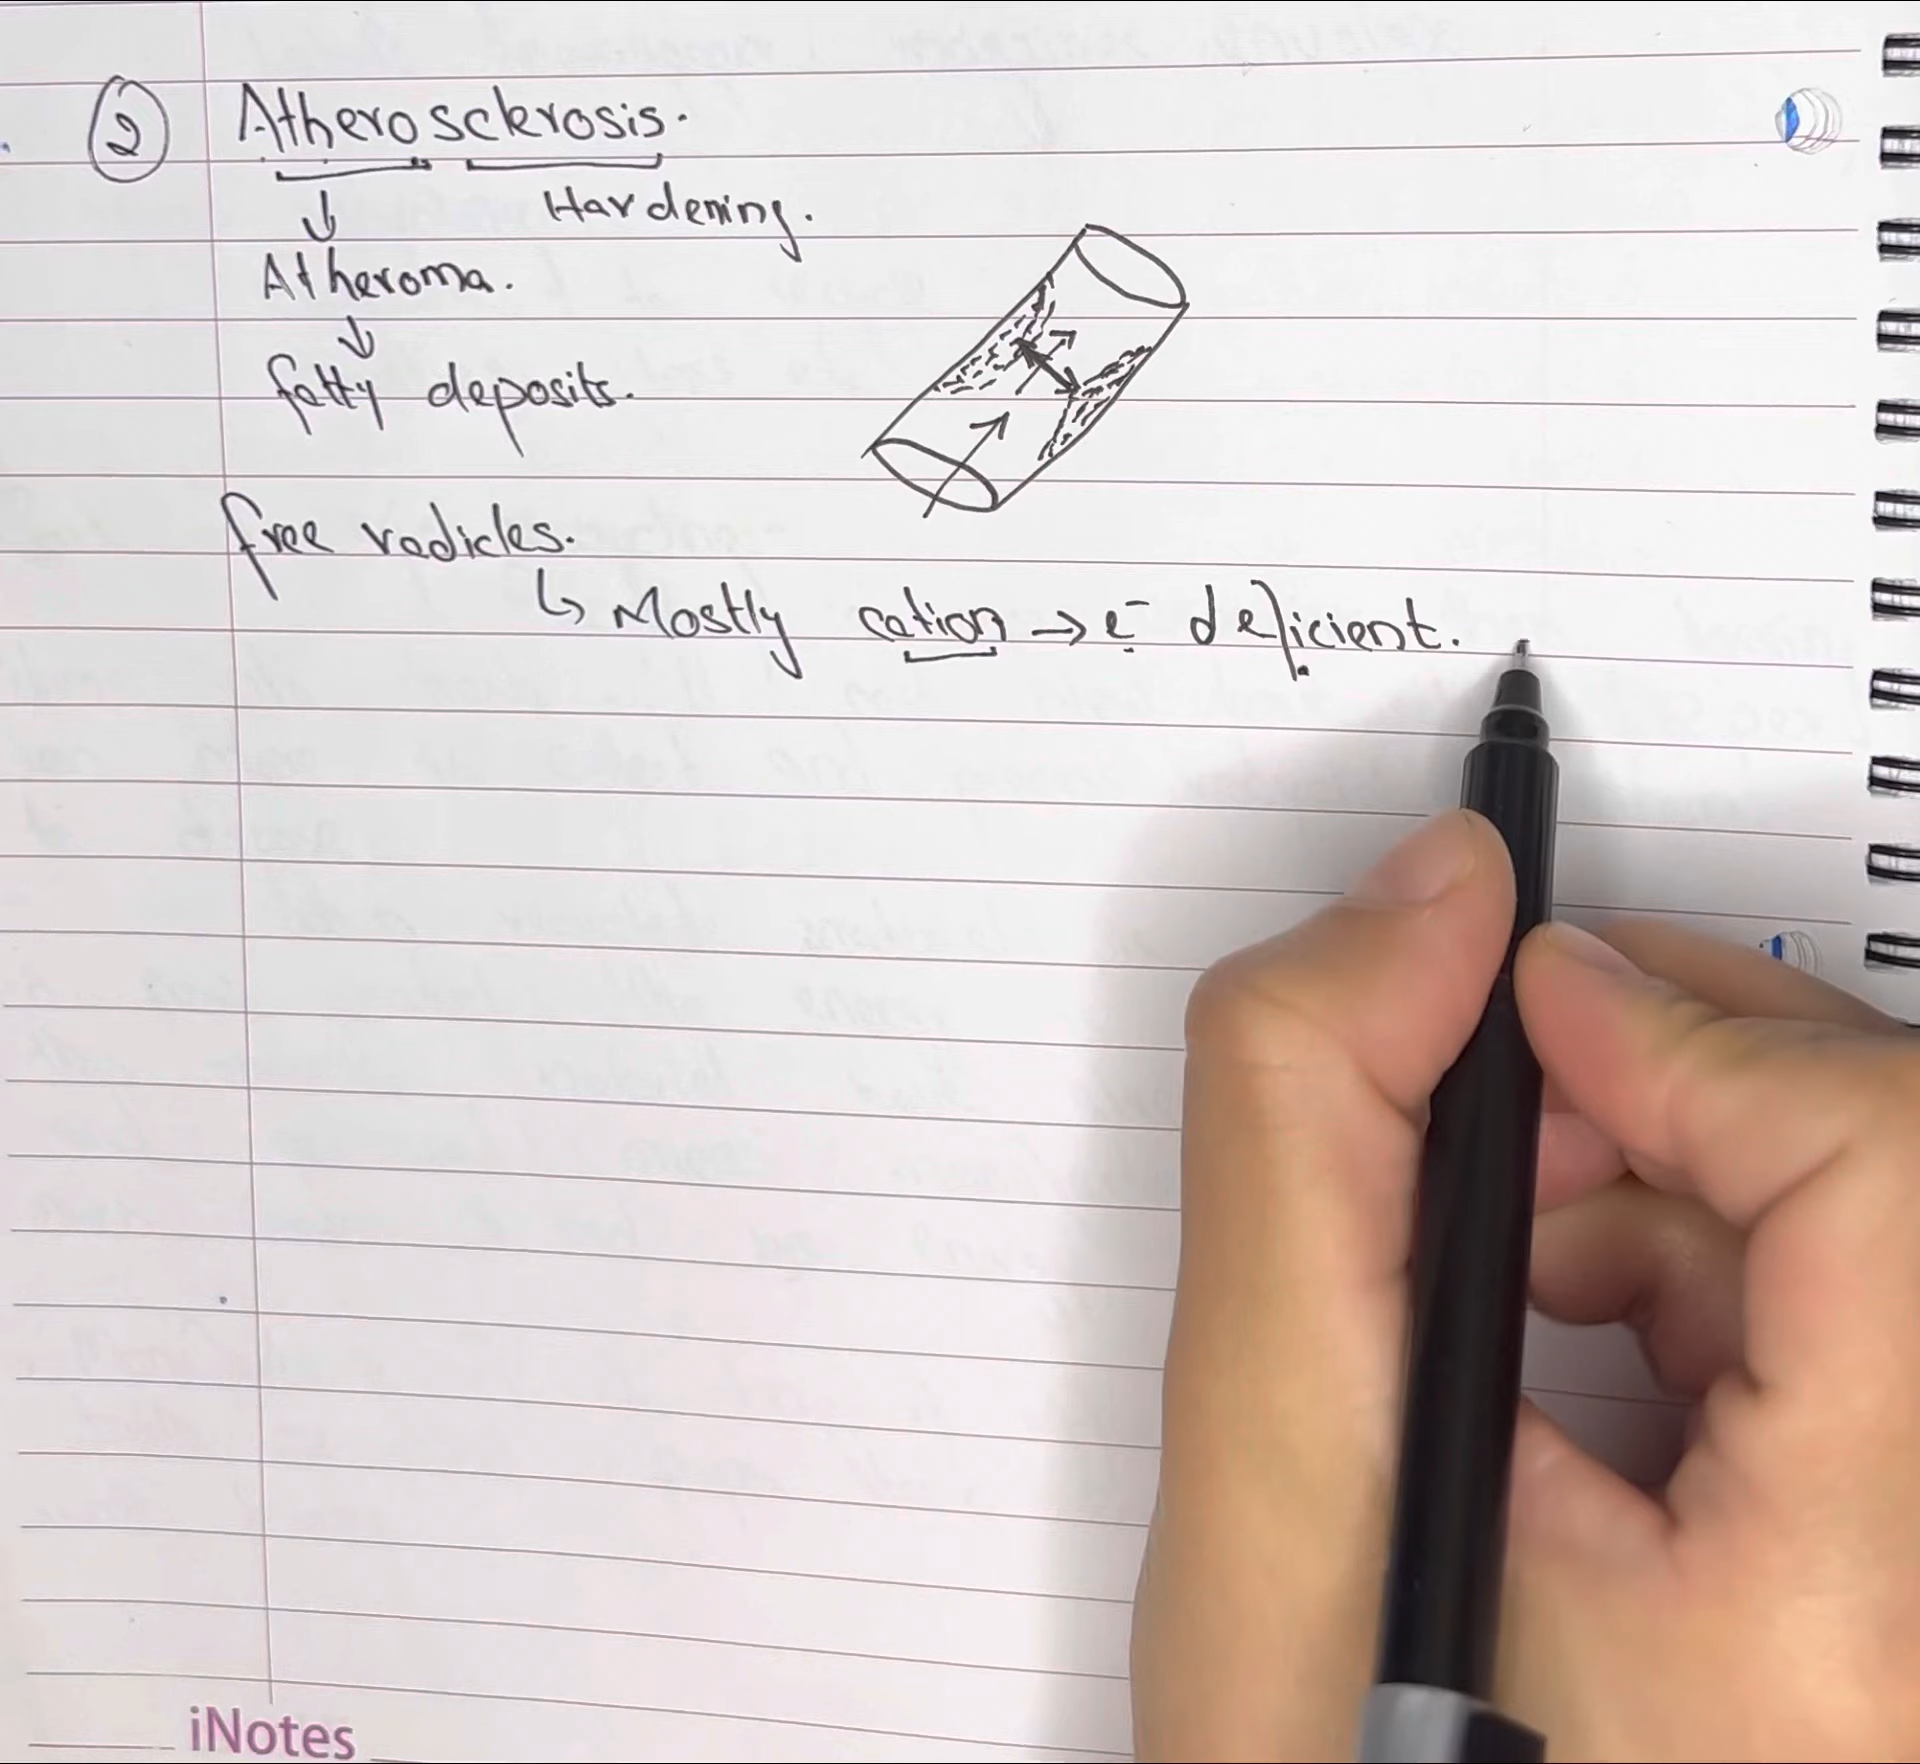 ② Atherosclerosis.
↓ Hardening.
Atheroma.
↓
fatty deposits.
free radicles.
↳ Mostly cation → e⁻ deficient.
iNotes